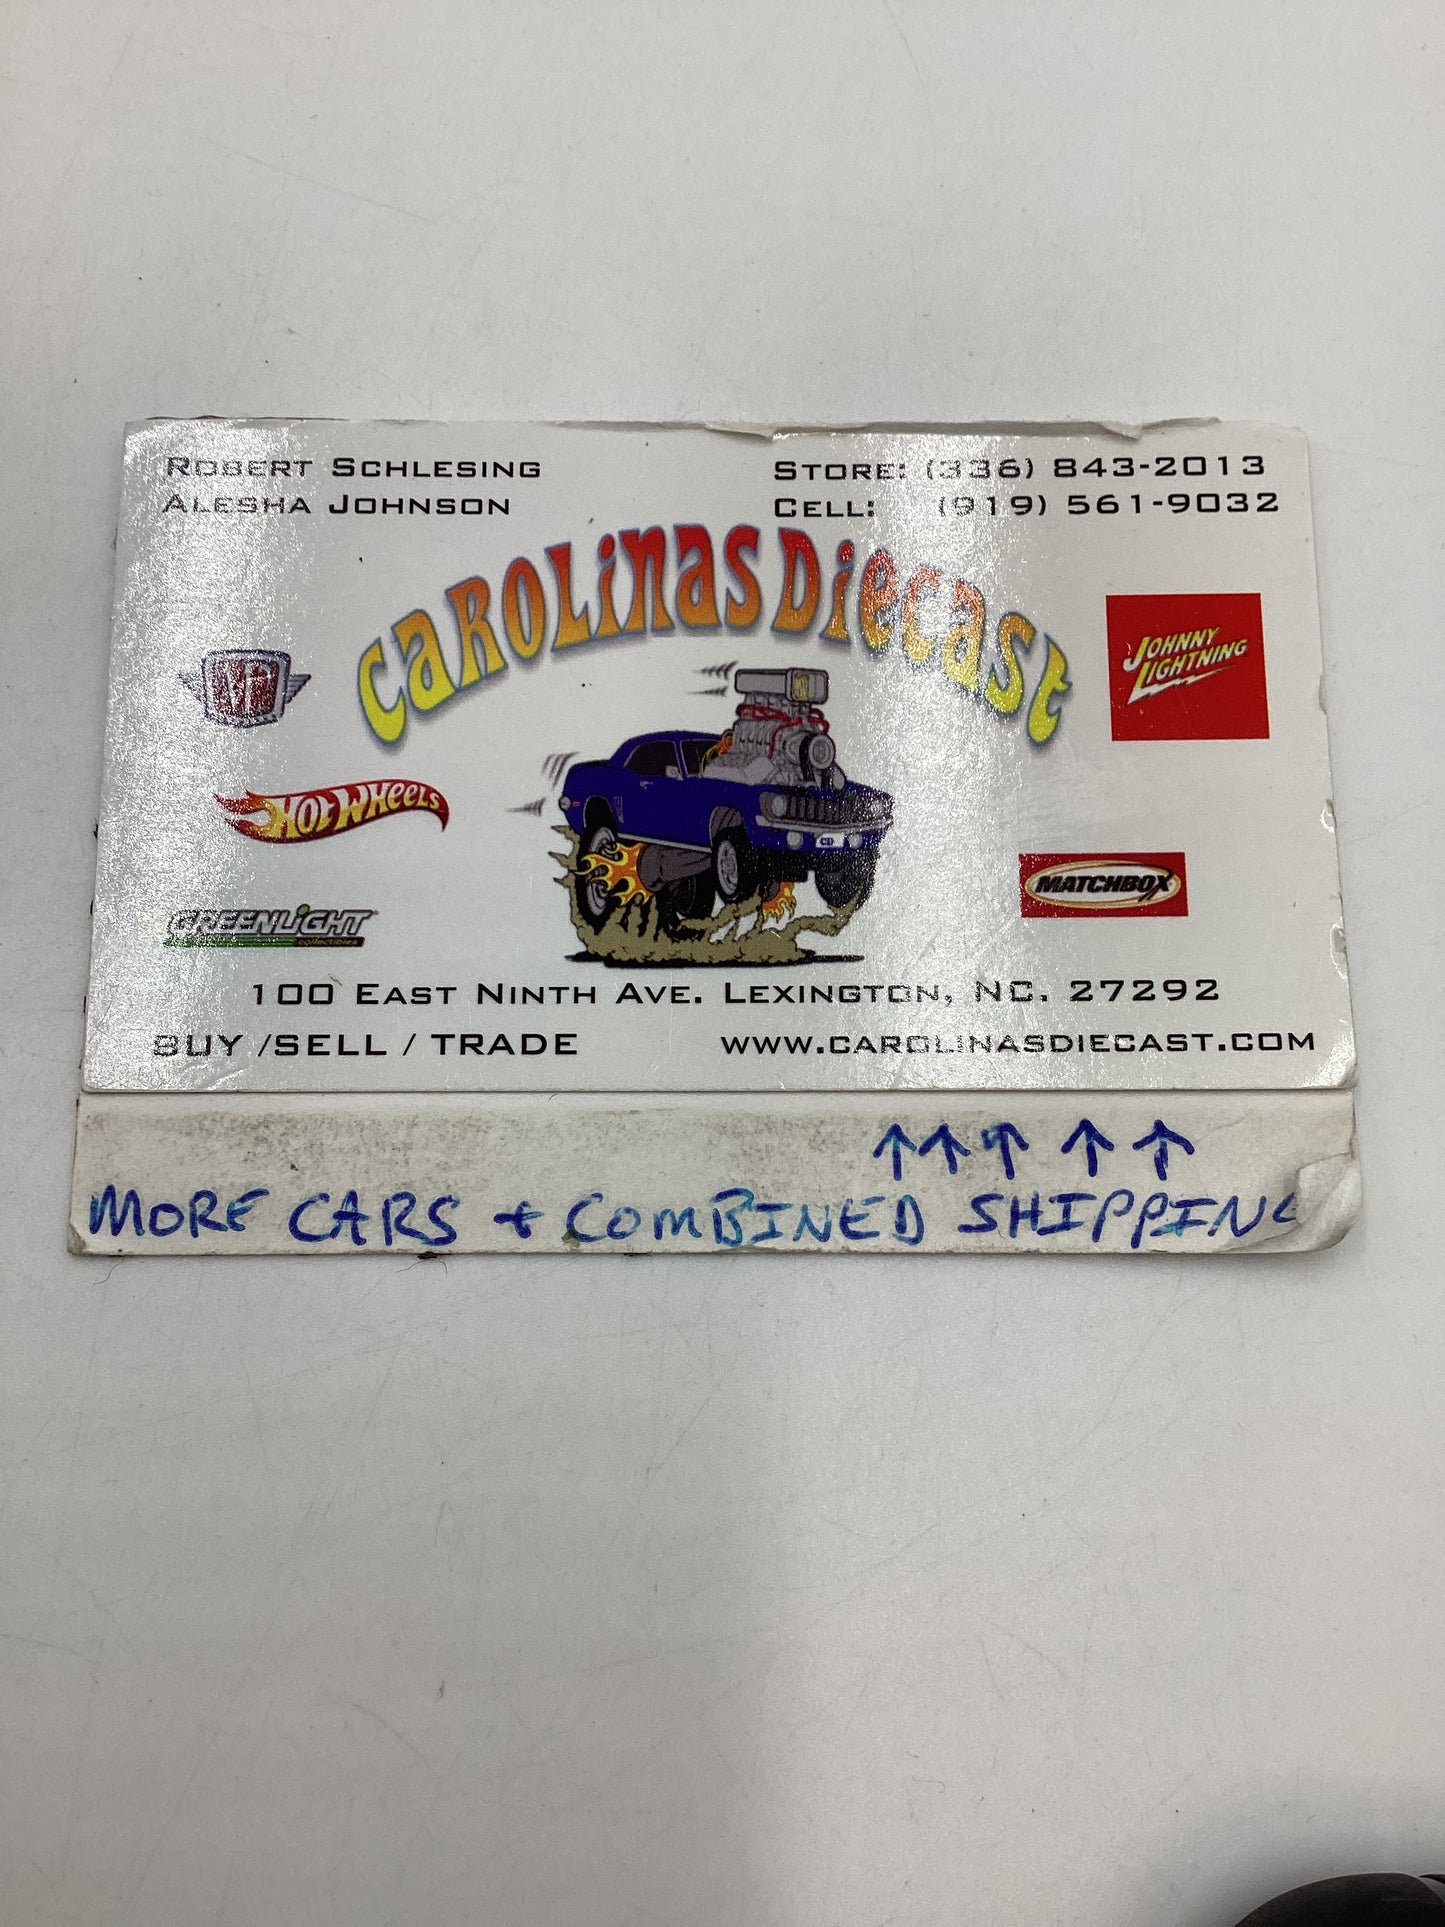 ROBERT SCHLESING
ALESHA JOHNSON
STORE: (336) 843-2013
CELL: (919) 561-9032
CAROLINAS DIECAST
JOHNNY
LIGHTNING
HOT WHEELS
MATCHBOX
GREENLIGHT
collectibles
100 EAST NINTH AVE. LEXINGTON, NC. 27292
BUY /SELL / TRADE
WWW.CAROLINASDIECAST.COM
↑↑↑ ↑ ↑
MORE CARS + COMBINED SHIPPING